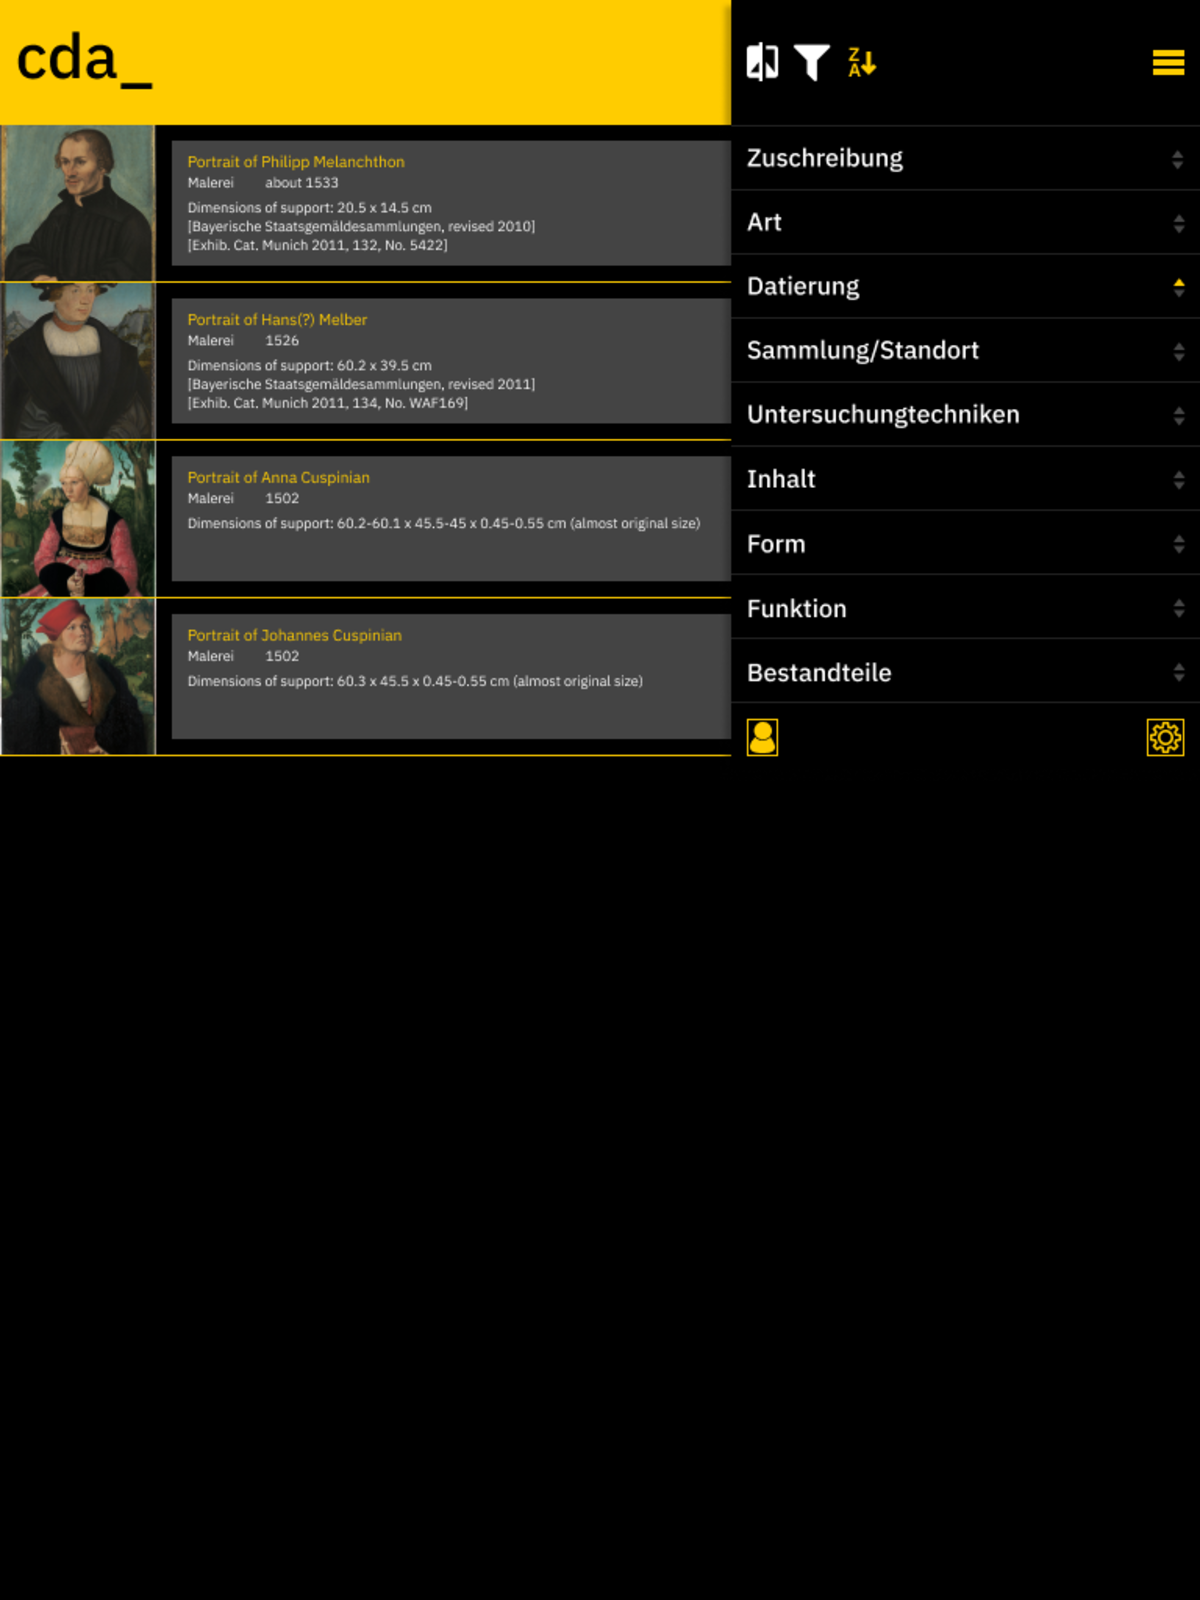 cda_
Portrait of Philipp Melanchthon
Malerei about 1533
Dimensions of support: 20.5 x 14.5 cm
[Bayerische Staatsgemäldesammlungen, revised 2010]
[Exhib. Cat. Munich 2011, 132, No. 5422]
Portrait of Hans(?) Melber
Malerei 1526
Dimensions of support: 60.2 x 39.5 cm
[Bayerische Staatsgemäldesammlungen, revised 2011]
[Exhib. Cat. Munich 2011, 134, No. WAF169]
Portrait of Anna Cuspinian
Malerei 1502
Dimensions of support: 60.2-60.1 x 45.5-45 x 0.45-0.55 cm (almost original size)
Portrait of Johannes Cuspinian
Malerei 1502
Dimensions of support: 60.3 x 45.5 x 0.45-0.55 cm (almost original size)
Z
A
Zuschreibung
Art
Datierung
Sammlung/Standort
Untersuchungtechniken
Inhalt
Form
Funktion
Bestandteile